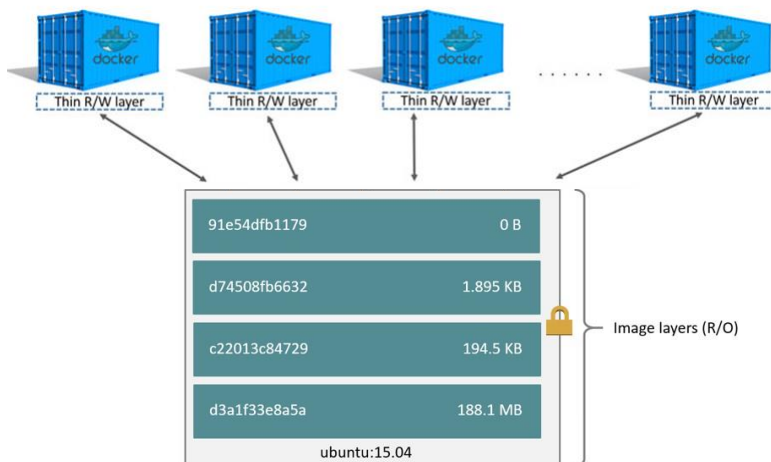 docker
docker
docker
docker
. . . . . .
Thin R/W layer
Thin R/W layer
Thin R/W layer
Thin R/W layer
91e54dfb1179 0 B
d74508fb6632 1.895 KB
c22013c84729 194.5 KB
d3a1f33e8a5a 188.1 MB
Image layers (R/O)
ubuntu:15.04